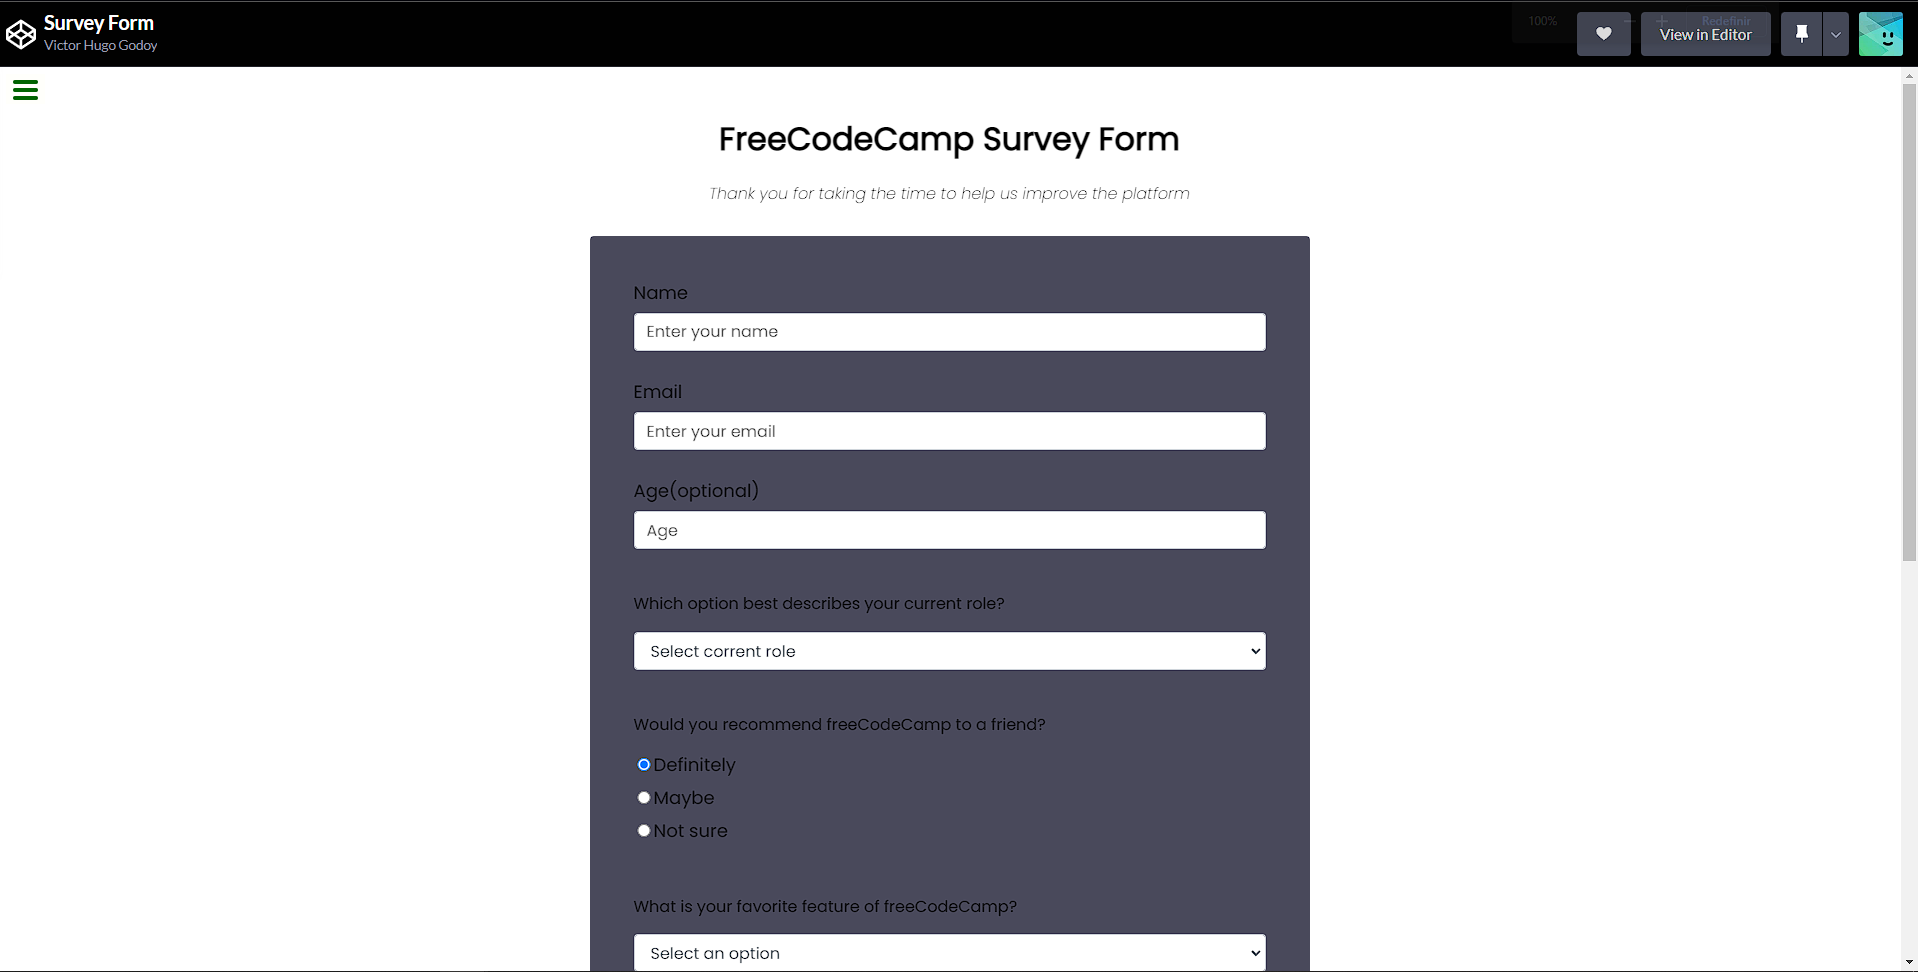 Survey Form
Victor Hugo Godoy
100%
Redefinir
View in Editor
FreeCodeCamp Survey Form
Thank you for taking the time to help us improve the platform
Name
Enter your name
Email
Enter your email
Age(optional)
Age
Which option best describes your current role?
Select corrent role
Would you recommend freeCodeCamp to a friend?
Definitely
Maybe
Not sure
What is your favorite feature of freeCodeCamp?
Select an option